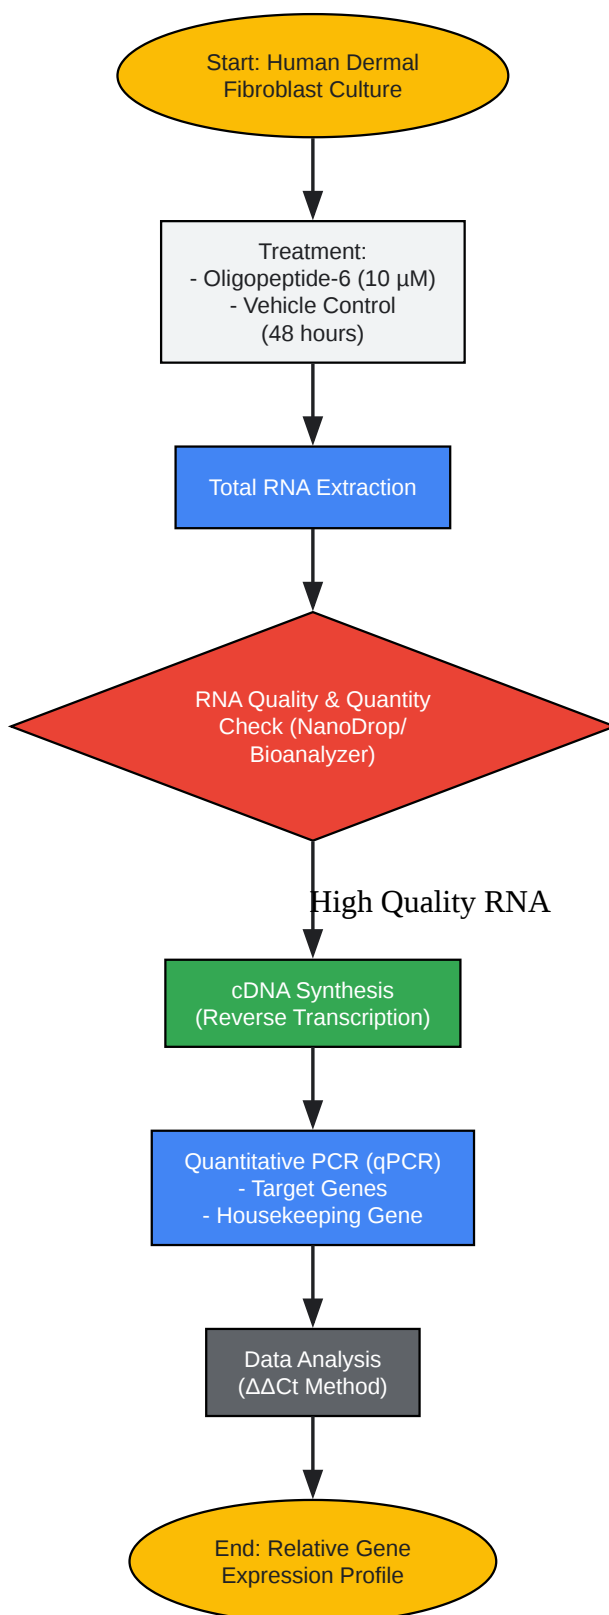 Start: Human Dermal
Fibroblast Culture
Treatment:
- Oligopeptide-6 (10 µM)
- Vehicle Control
(48 hours)
Total RNA Extraction
RNA Quality & Quantity
Check (NanoDrop/
Bioanalyzer)
High Quality RNA
cDNA Synthesis
(Reverse Transcription)
Quantitative PCR (qPCR)
- Target Genes
- Housekeeping Gene
Data Analysis
(ΔΔCt Method)
End: Relative Gene
Expression Profile